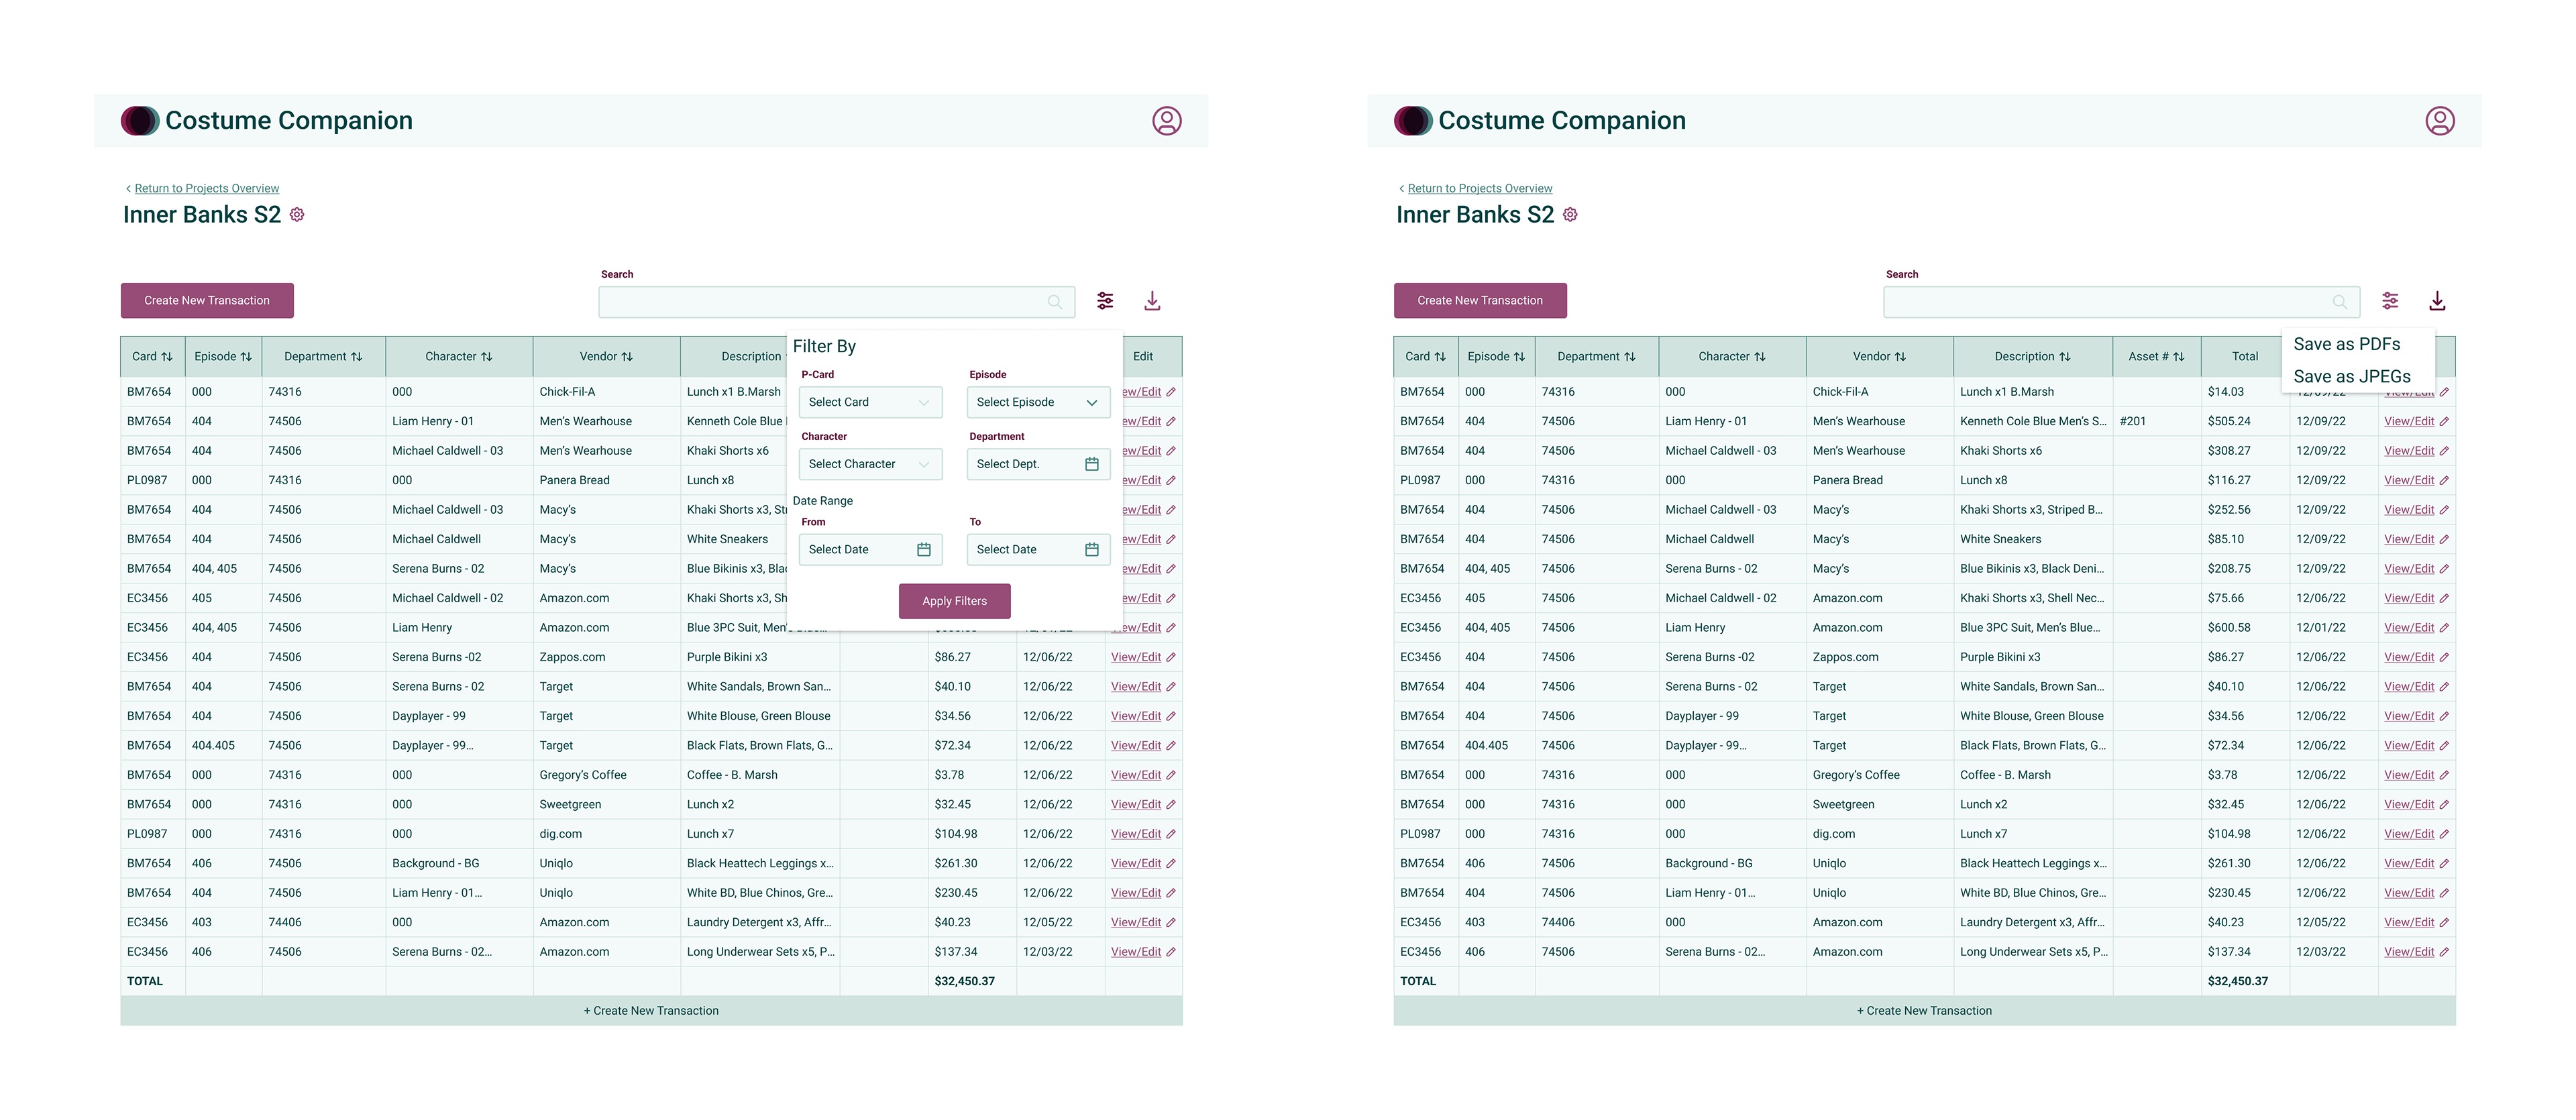 Costume Companion
< Return to Projects Overview
Inner Banks S2
Search
Create New Transaction
Card Episode Department Character Vendor Description Edit
BM7654 000 74316 000 Chick-Fil-A Lunch x1 B.Marsh ew/Edit
BM7654 404 74506 Liam Henry - 01 Men's Wearhouse Kenneth Cole Blue ew/Edit
BM7654 404 74506 Michael Caldwell - 03 Men's Wearhouse Khaki Shorts x6 ew/Edit
PL0987 000 74316 000 Panera Bread Lunch x8 ew/Edit
BM7654 404 74506 Michael Caldwell - 03 Macy's Khaki Shorts x3, Str ew/Edit
BM7654 404 74506 Michael Caldwell Macy's White Sneakers ew/Edit
BM7654 404, 405 74506 Serena Burns - 02 Macy's Blue Bikinis x3, Blac ew/Edit
EC3456 405 74506 Michael Caldwell - 02 Amazon.com Khaki Shorts x3, Sh ew/Edit
EC3456 404, 405 74506 Liam Henry Amazon.com Blue 3PC Suit, Men's Blue... ew/Edit
EC3456 404 74506 Serena Burns -02 Zappos.com Purple Bikini x3 $86.27 12/06/22 View/Edit
BM7654 404 74506 Serena Burns - 02 Target White Sandals, Brown San... $40.10 12/06/22 View/Edit
BM7654 404 74506 Dayplayer - 99 Target White Blouse, Green Blouse $34.56 12/06/22 View/Edit
BM7654 404.405 74506 Dayplayer - 99... Target Black Flats, Brown Flats, G... $72.34 12/06/22 View/Edit
BM7654 000 74316 000 Gregory's Coffee Coffee - B. Marsh $3.78 12/06/22 View/Edit
BM7654 000 74316 000 Sweetgreen Lunch x2 $32.45 12/06/22 View/Edit
PL0987 000 74316 000 dig.com Lunch x7 $104.98 12/06/22 View/Edit
BM7654 406 74506 Background - BG Uniqlo Black Heattech Leggings x... $261.30 12/06/22 View/Edit
BM7654 404 74506 Liam Henry - 01... Uniqlo White BD, Blue Chinos, Gre... $230.45 12/06/22 View/Edit
EC3456 403 74406 000 Amazon.com Laundry Detergent x3, Affr... $40.23 12/05/22 View/Edit
EC3456 406 74506 Serena Burns - 02... Amazon.com Long Underwear Sets x5, P... $137.34 12/03/22 View/Edit
TOTAL $32,450.37
+ Create New Transaction
Filter By
P-Card Episode
Select Card Select Episode
Character Department
Select Character Select Dept.
Date Range
From To
Select Date Select Date
Apply Filters
Costume Companion
< Return to Projects Overview
Inner Banks S2
Search
Create New Transaction
Save as PDFs
Save as JPEGs
Card Episode Department Character Vendor Description Asset # Total
BM7654 000 74316 000 Chick-Fil-A Lunch x1 B.Marsh $14.03 12/09/22 View/Edit
BM7654 404 74506 Liam Henry - 01 Men's Wearhouse Kenneth Cole Blue Men's S... #201 $505.24 12/09/22 View/Edit
BM7654 404 74506 Michael Caldwell - 03 Men's Wearhouse Khaki Shorts x6 $308.27 12/09/22 View/Edit
PL0987 000 74316 000 Panera Bread Lunch x8 $116.27 12/09/22 View/Edit
BM7654 404 74506 Michael Caldwell - 03 Macy's Khaki Shorts x3, Striped B... $252.56 12/09/22 View/Edit
BM7654 404 74506 Michael Caldwell Macy's White Sneakers $85.10 12/09/22 View/Edit
BM7654 404, 405 74506 Serena Burns - 02 Macy's Blue Bikinis x3, Black Deni... $208.75 12/09/22 View/Edit
EC3456 405 74506 Michael Caldwell - 02 Amazon.com Khaki Shorts x3, Shell Nec... $75.66 12/06/22 View/Edit
EC3456 404, 405 74506 Liam Henry Amazon.com Blue 3PC Suit, Men's Blue... $600.58 12/01/22 View/Edit
EC3456 404 74506 Serena Burns -02 Zappos.com Purple Bikini x3 $86.27 12/06/22 View/Edit
BM7654 404 74506 Serena Burns - 02 Target White Sandals, Brown San... $40.10 12/06/22 View/Edit
BM7654 404 74506 Dayplayer - 99 Target White Blouse, Green Blouse $34.56 12/06/22 View/Edit
BM7654 404.405 74506 Dayplayer - 99... Target Black Flats, Brown Flats, G... $72.34 12/06/22 View/Edit
BM7654 000 74316 000 Gregory's Coffee Coffee - B. Marsh $3.78 12/06/22 View/Edit
BM7654 000 74316 000 Sweetgreen Lunch x2 $32.45 12/06/22 View/Edit
PL0987 000 74316 000 dig.com Lunch x7 $104.98 12/06/22 View/Edit
BM7654 406 74506 Background - BG Uniqlo Black Heattech Leggings x... $261.30 12/06/22 View/Edit
BM7654 404 74506 Liam Henry - 01... Uniqlo White BD, Blue Chinos, Gre... $230.45 12/06/22 View/Edit
EC3456 403 74406 000 Amazon.com Laundry Detergent x3, Affr... $40.23 12/05/22 View/Edit
EC3456 406 74506 Serena Burns - 02... Amazon.com Long Underwear Sets x5, P... $137.34 12/03/22 View/Edit
TOTAL $32,450.37
+ Create New Transaction